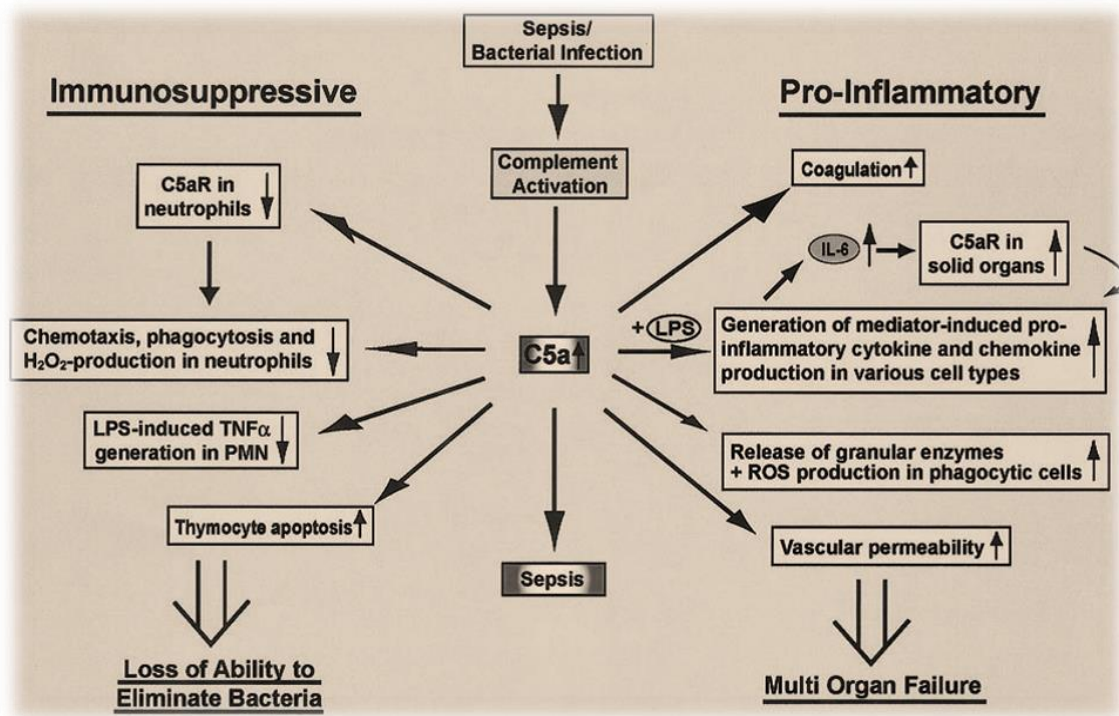 Sepsis/
Bacterial Infection
Immunosuppressive
Pro-Inflammatory
Complement
Activation
Coagulation
C5aR in
neutrophils
IL-6
C5aR in
solid organs
+ LPS
Chemotaxis, phagocytosis and
H₂O₂-production in neutrophils
C5a
Generation of mediator-induced pro-
inflammatory cytokine and chemokine
production in various cell types
LPS-induced TNFα
generation in PMN
Release of granular enzymes
+ ROS production in phagocytic cells
Thymocyte apoptosis
Vascular permeability
Sepsis
Loss of Ability to
Eliminate Bacteria
Multi Organ Failure